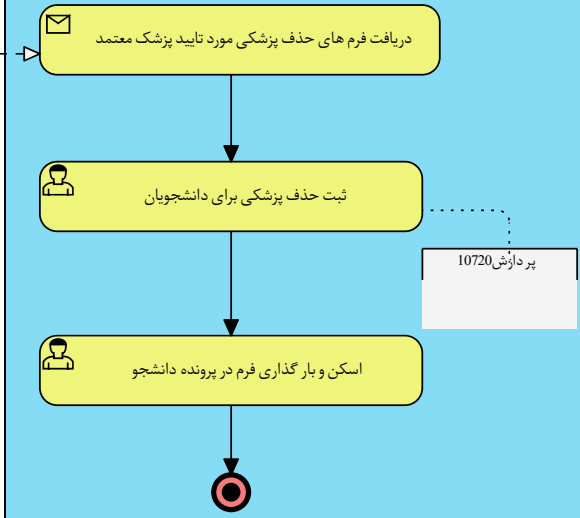 دریافت فرم های حذف پزشکی مورد تایید پزشک معتمد
ثبت حذف پزشکی برای دانشجویان
پردازش10720
اسکن و بار گذاری فرم در پرونده دانشجو